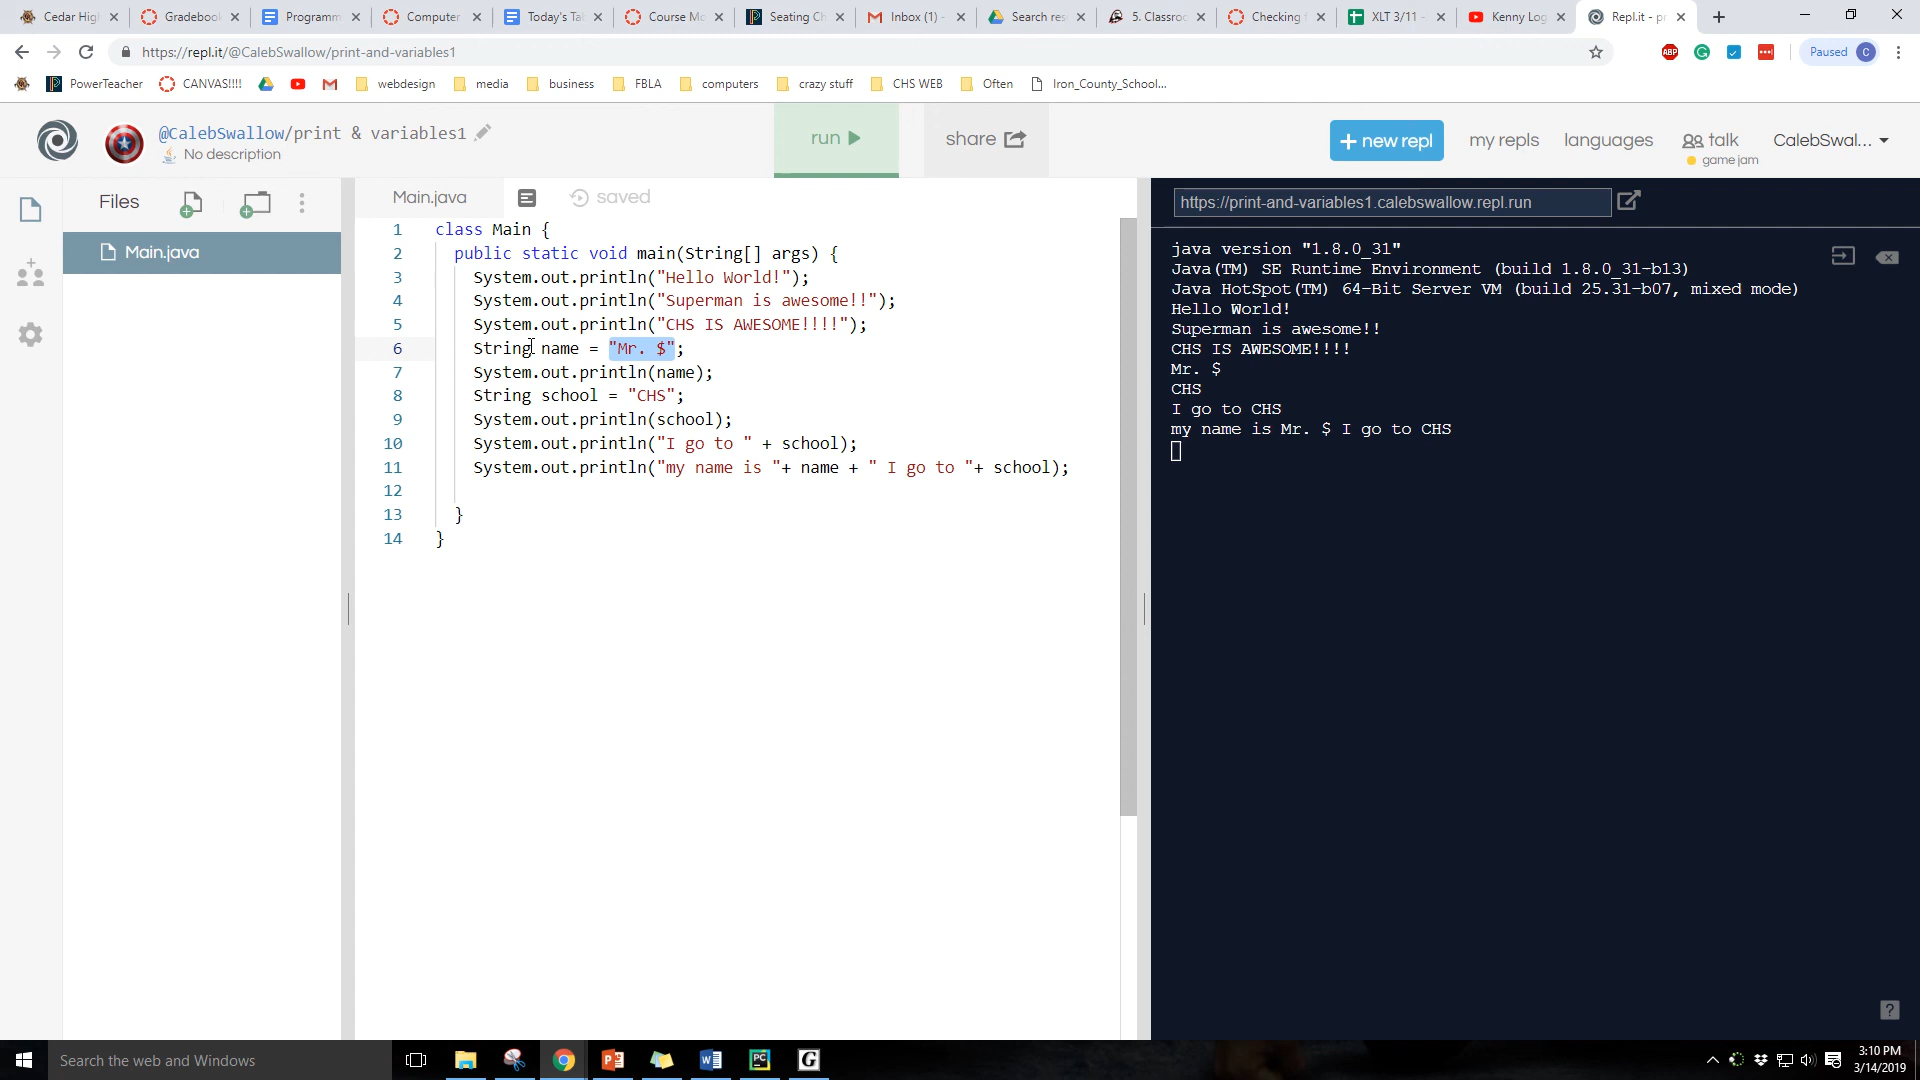 Cedar Hig
Gradebook
Programm
Computer
Today's Ta
Course Mo
Seating Ch
Inbox (1) -
Search res
5. Classroo
Checking f
XLT 3/11 -
Kenny Log
Repl.it - pr
https://repl.it/@CalebSwallow/print-and-variables1
ABP
Paused C
PowerTeacher CANVAS!!!! webdesign media business FBLA computers crazy stuff CHS WEB Often Iron_County_School...
@CalebSwallow/print & variables1
No description
run
share
+ new repl
my repls
languages
talk
game jam
CalebSwal...
Files
Main.java
Main.java
saved
1 class Main {
2 public static void main(String[] args) {
3 System.out.println("Hello World!");
4 System.out.println("Superman is awesome!!");
5 System.out.println("CHS IS AWESOME!!!!");
6 String name = "Mr. $";
7 System.out.println(name);
8 String school = "CHS";
9 System.out.println(school);
10 System.out.println("I go to " + school);
11 System.out.println("my name is "+ name + " I go to "+ school);
12
13 }
14 }
https://print-and-variables1.calebswallow.repl.run
java version "1.8.0_31"
Java(TM) SE Runtime Environment (build 1.8.0_31-b13)
Java HotSpot(TM) 64-Bit Server VM (build 25.31-b07, mixed mode)
Hello World!
Superman is awesome!!
CHS IS AWESOME!!!!
Mr. $
CHS
I go to CHS
my name is Mr. $ I go to CHS
?
Search the web and Windows
PC
G
3:10 PM
3/14/2019